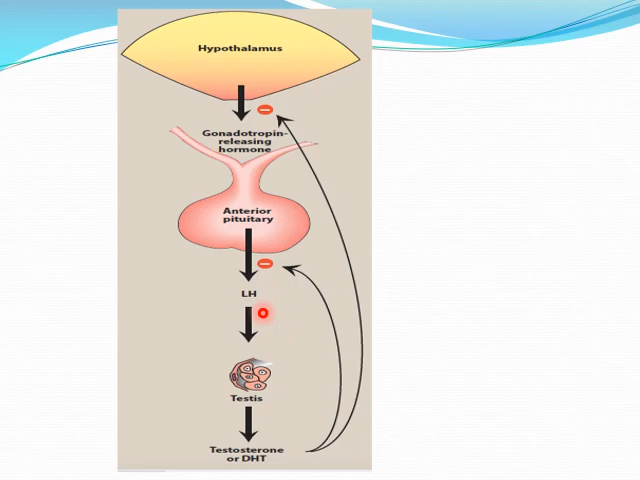 Hypothalamus
Gonadotropin-
releasing
hormone
Anterior
pituitary
LH
Testis
Testosterone
or DHT